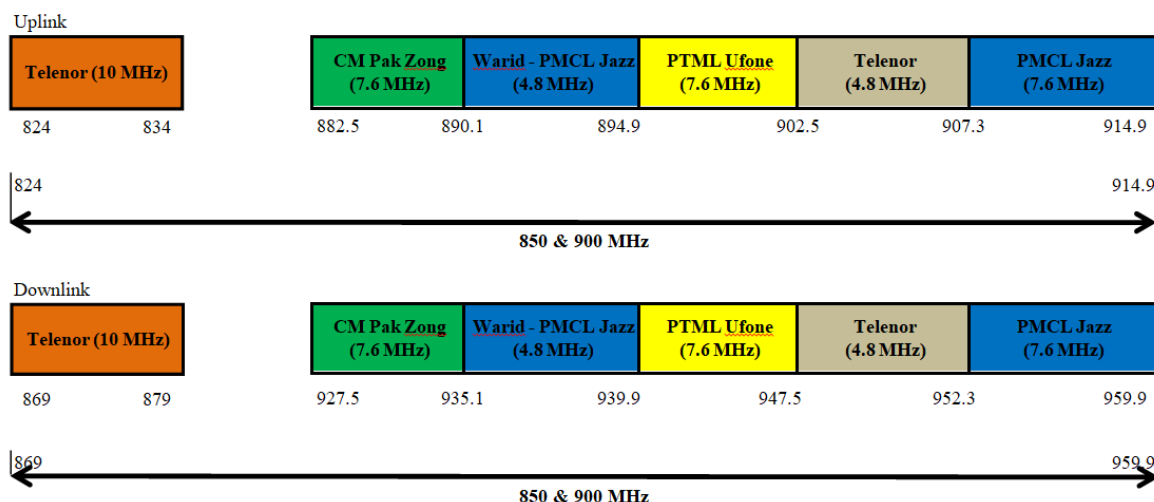 Uplink
Telenor (10 MHz)
CM Pak Zong
(7.6 MHz)
Warid - PMCL Jazz
(4.8 MHz)
PTML Ufone
(7.6 MHz)
Telenor
(4.8 MHz)
PMCL Jazz
(7.6 MHz)
824 834 882.5 890.1 894.9 902.5 907.3 914.9
824 914.9
850 & 900 MHz
Downlink
Telenor (10 MHz)
CM Pak Zong
(7.6 MHz)
Warid - PMCL Jazz
(4.8 MHz)
PTML Ufone
(7.6 MHz)
Telenor
(4.8 MHz)
PMCL Jazz
(7.6 MHz)
869 879 927.5 935.1 939.9 947.5 952.3 959.9
869 959.9
850 & 900 MHz